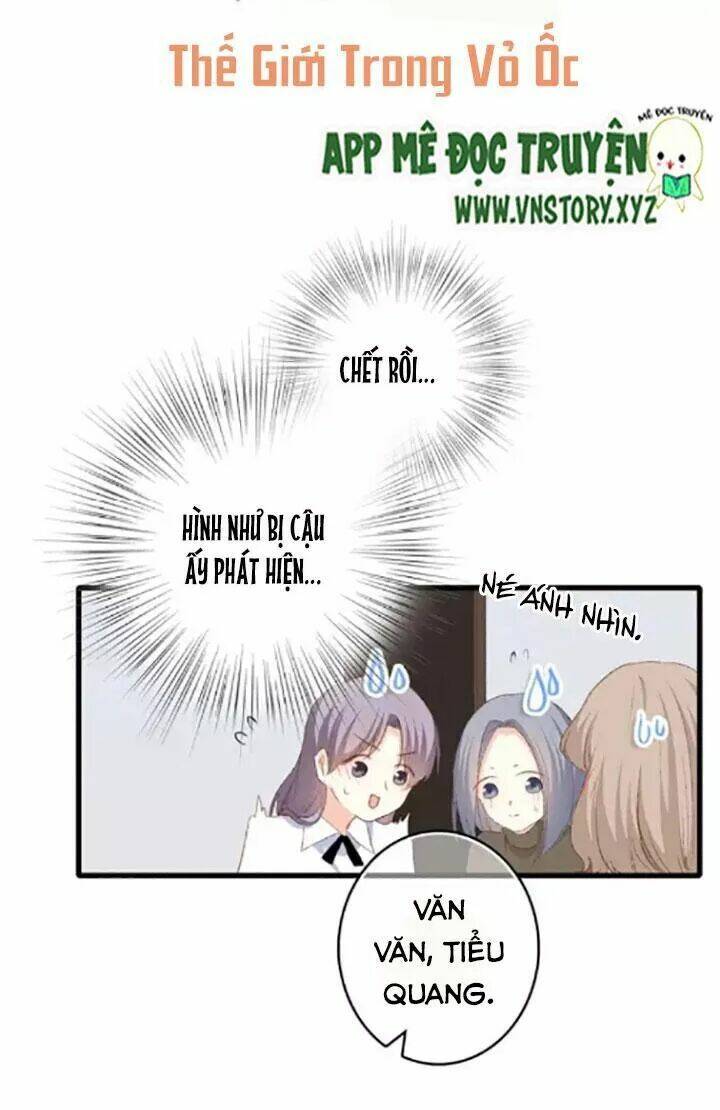 Thế Giới Trong Vỏ Ốc
MÊ ĐỌC TRUYỆN
APP MÊ ĐỌC TRUYỆN
WWW.VNSTORY.XYZ
CHẾT RỒI...
HÌNH NHƯ BỊ CẬU
ẤY PHÁT HIỆN...
NÉ ÁNH NHÌN.
VĂN
VĂN, TIỂU
QUANG.